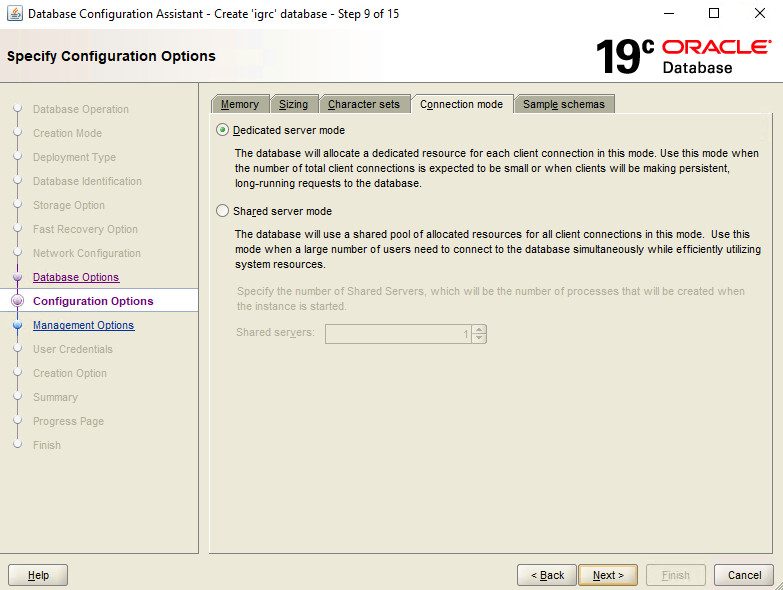 Database Configuration Assistant - Create 'igrc' database - Step 9 of 15
Specify Configuration Options
19c ORACLE
Database
Database Operation
Creation Mode
Deployment Type
Database Identification
Storage Option
Fast Recovery Option
Network Configuration
Database Options
Configuration Options
Management Options
User Credentials
Creation Option
Summary
Progress Page
Finish
Memory Sizing Character sets Connection mode Sample schemas
Dedicated server mode
The database will allocate a dedicated resource for each client connection in this mode. Use this mode when
the number of total client connections is expected to be small or when clients will be making persistent,
long-running requests to the database.
Shared server mode
The database will use a shared pool of allocated resources for all client connections in this mode. Use this
mode when a large number of users need to connect to the database simultaneously while efficiently utilizing
system resources.
Specify the number of Shared Servers, which will be the number of processes that will be created when
the instance is started.
Shared servers: 1
Help < Back Next > Finish Cancel